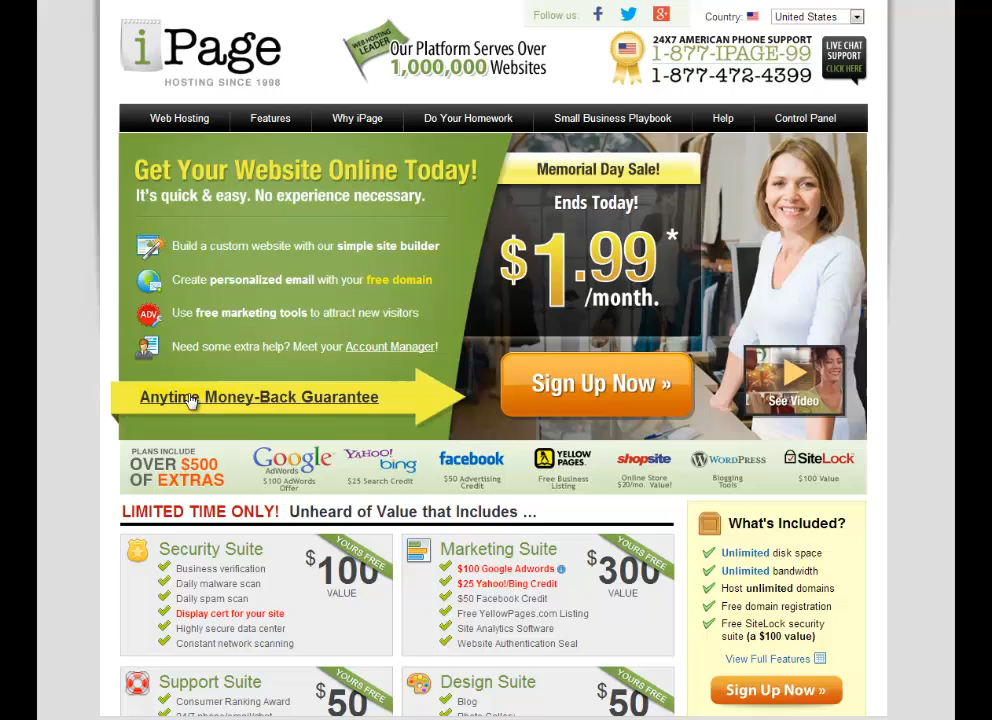 Follow us:
Country:
United States
iPage
HOSTING SINCE 1998
WEB HOSTING LEADER
Our Platform Serves Over
1,000,000 Websites
24X7 AMERICAN PHONE SUPPORT
1-877-IPAGE-99
1-877-472-4399
LIVE CHAT
SUPPORT
CLICK HERE
Web Hosting
Features
Why iPage
Do Your Homework
Small Business Playbook
Help
Control Panel
Get Your Website Online Today!
It's quick & easy. No experience necessary.
Build a custom website with our simple site builder
Create personalized email with your free domain
ADV
Use free marketing tools to attract new visitors
Need some extra help? Meet your Account Manager!
Anytime Money-Back Guarantee
Memorial Day Sale!
Ends Today!
$1.99*
/month.
Sign Up Now »
See Video
PLANS INCLUDE
OVER $500
OF EXTRAS
Google
AdWords
$100 AdWords
Offer
YAHOO!
bing
$25 Search Credit
facebook
$50 Advertising
Credit
YELLOW
PAGES
Free Business
Listing
shopsite
Online Store
$20/mo. Value!
WORDPRESS
Blogging
Tools
SITELOCK
$100 Value
LIMITED TIME ONLY! Unheard of Value that Includes ...
Security Suite
Business verification
Daily malware scan
Daily spam scan
Display cert for your site
Highly secure data center
Constant network scanning
$100
VALUE
YOURS FREE
Marketing Suite
$100 Google Adwords
$25 Yahoo!/Bing Credit
$50 Facebook Credit
Free YellowPages.com Listing
Site Analytics Software
Website Authentication Seal
$300
VALUE
YOURS FREE
What's Included?
Unlimited disk space
Unlimited bandwidth
Host unlimited domains
Free domain registration
Free SiteLock security
suite (a $100 value)
View Full Features
Sign Up Now »
Support Suite
Consumer Ranking Award
$50
YOURS FREE
Design Suite
Blog
Photo Gallery
$50
YOURS FREE